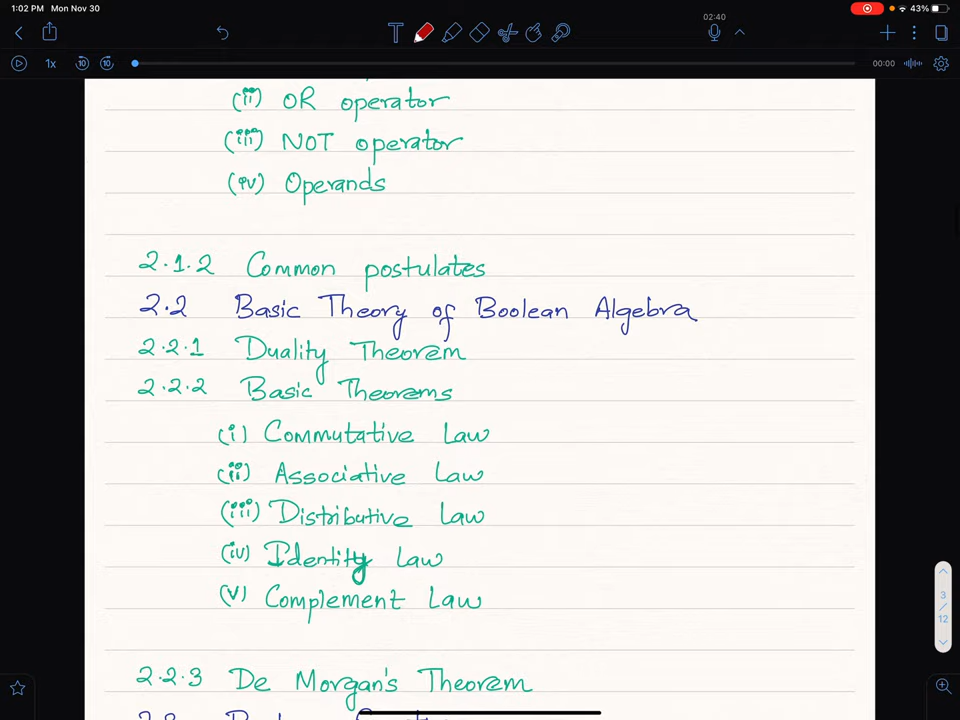 1:02 PM Mon Nov 30
43%
02:40
T
1x
10
10
00:00
(ii) OR operator
(iii) NOT operator
(iv) Operands
2.1.2 Common postulates
2.2 Basic Theory of Boolean Algebra
2.2.1 Duality Theorem
2.2.2 Basic Theorems
(i) Commutative Law
(ii) Associative Law
(iii) Distributive Law
(iv) Identity Law
(v) Complement Law
3
/
12
2.2.3 De Morgan's Theorem